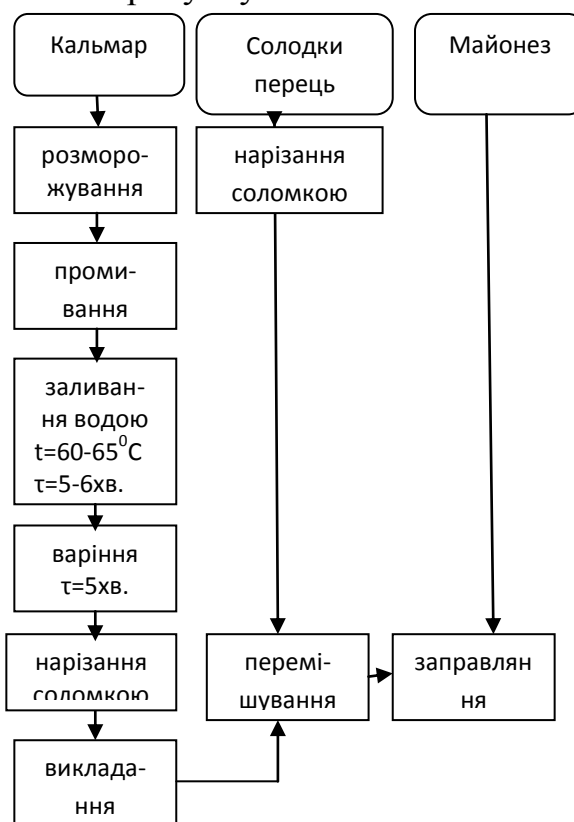 Кальмар
Солодки
перець
Майонез
розморо-
жування
нарізання
соломкою
проми-
вання
заливан-
ня водою
t=60-65⁰С
τ=5-6хв.
варіння
τ=5хв.
нарізання
соломкою
перемі-
шування
заправлян
ня
виклада-
ння